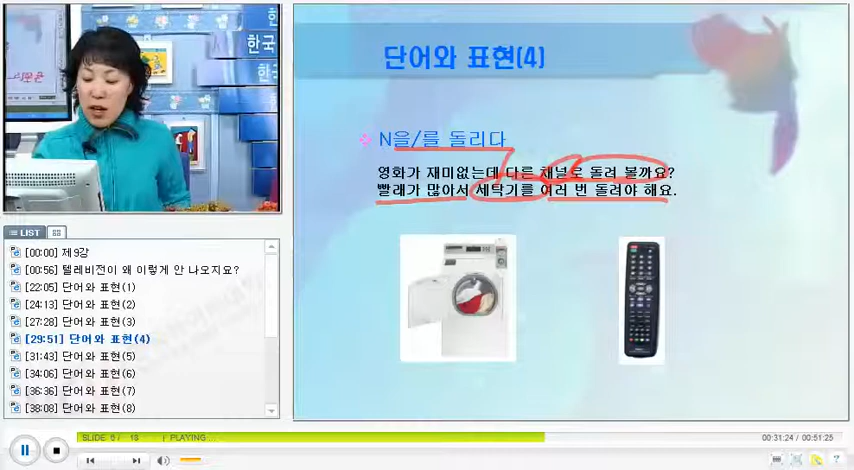 한국
한
단어와 표현(4)
N을/를 돌리다
영화가 재미없는데 다른 채널로 돌려 볼까요?
빨래가 많아서 세탁기를 여러 번 돌려야 해요.
LIST
[00:00] 제9강
[00:56] 텔레비전이 왜 이렇게 안 나오지요?
[22:05] 단어와 표현(1)
[24:13] 단어와 표현(2)
[27:28] 단어와 표현(3)
[29:51] 단어와 표현(4)
[31:43] 단어와 표현(5)
[34:06] 단어와 표현(6)
[36:36] 단어와 표현(7)
[38:08] 단어와 표현(8)
SLIDE 6 / 18 | PLAYING ...
00:31:24 / 00:51:25